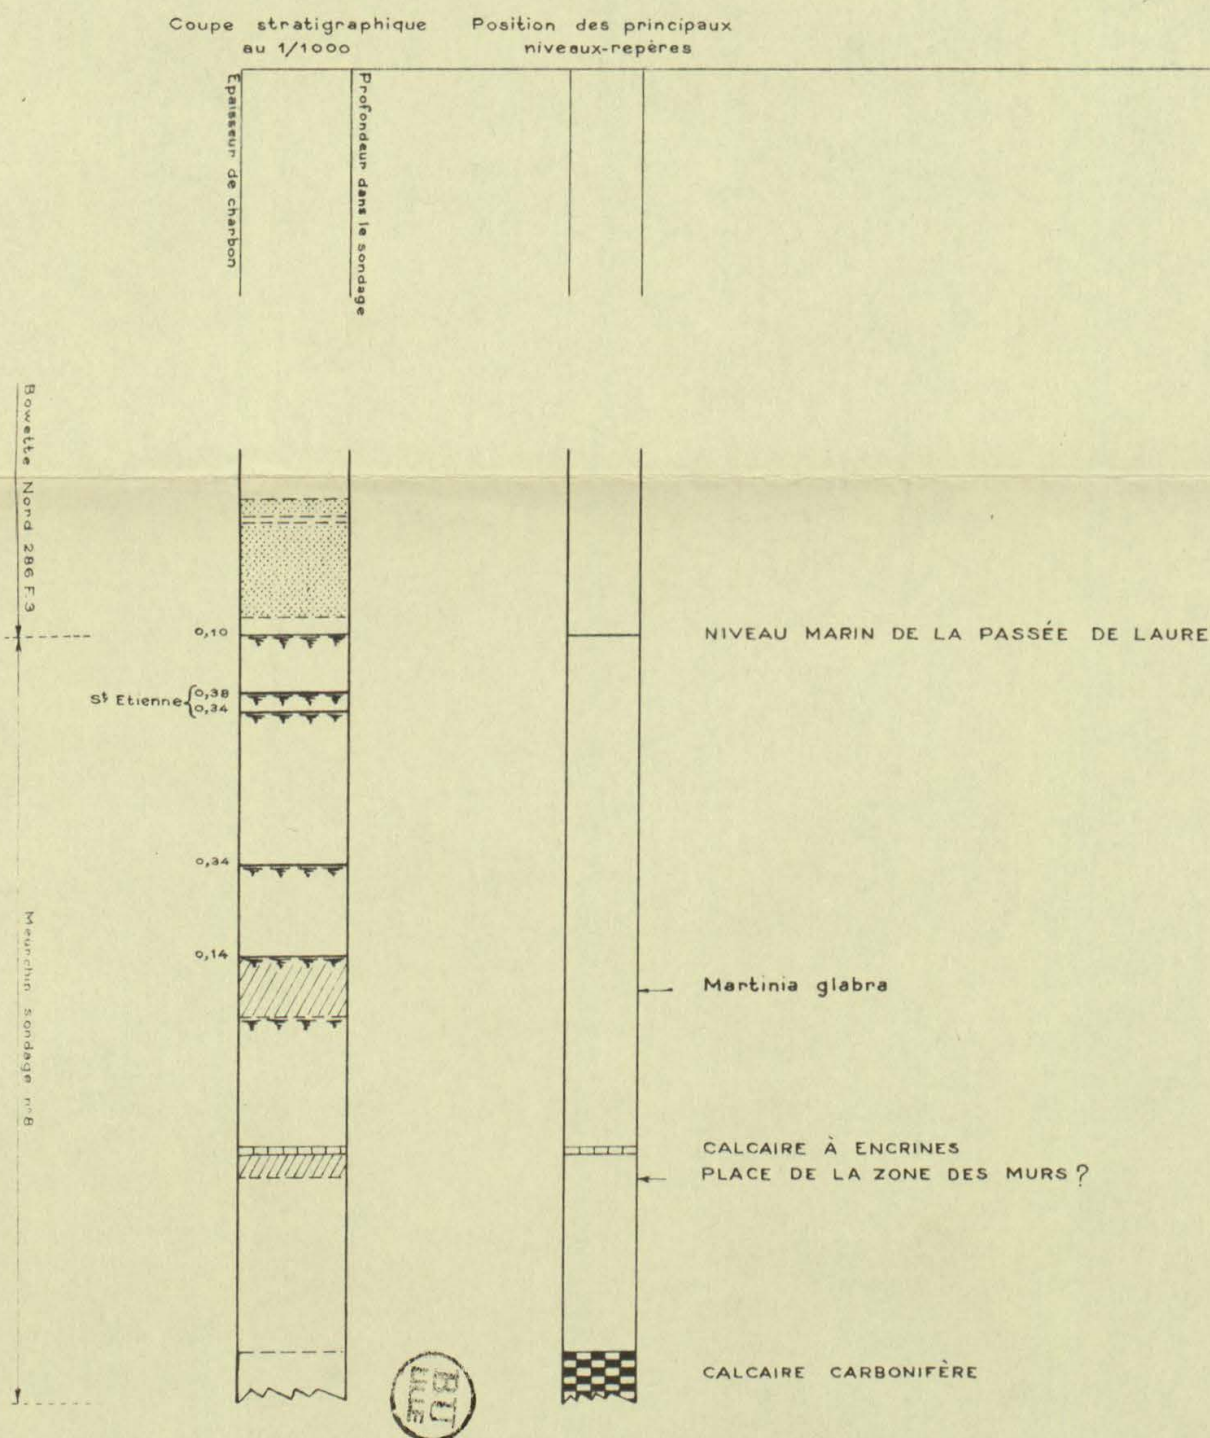 Coupe stratigraphique
au 1/1000
Position des principaux
niveaux-repères
Epaisseur de charbon
Profondeur dans le sondage
Bowette Nord 286 F.3
0,10
NIVEAU MARIN DE LA PASSÉE DE LAURE
St Etienne { 0,38
0,34
0,34
0,14
Martinia glabra
Meurchin sondage n°8
CALCAIRE À ENCRINES
PLACE DE LA ZONE DES MURS ?
CALCAIRE CARBONIFÈRE
BU
LILLE